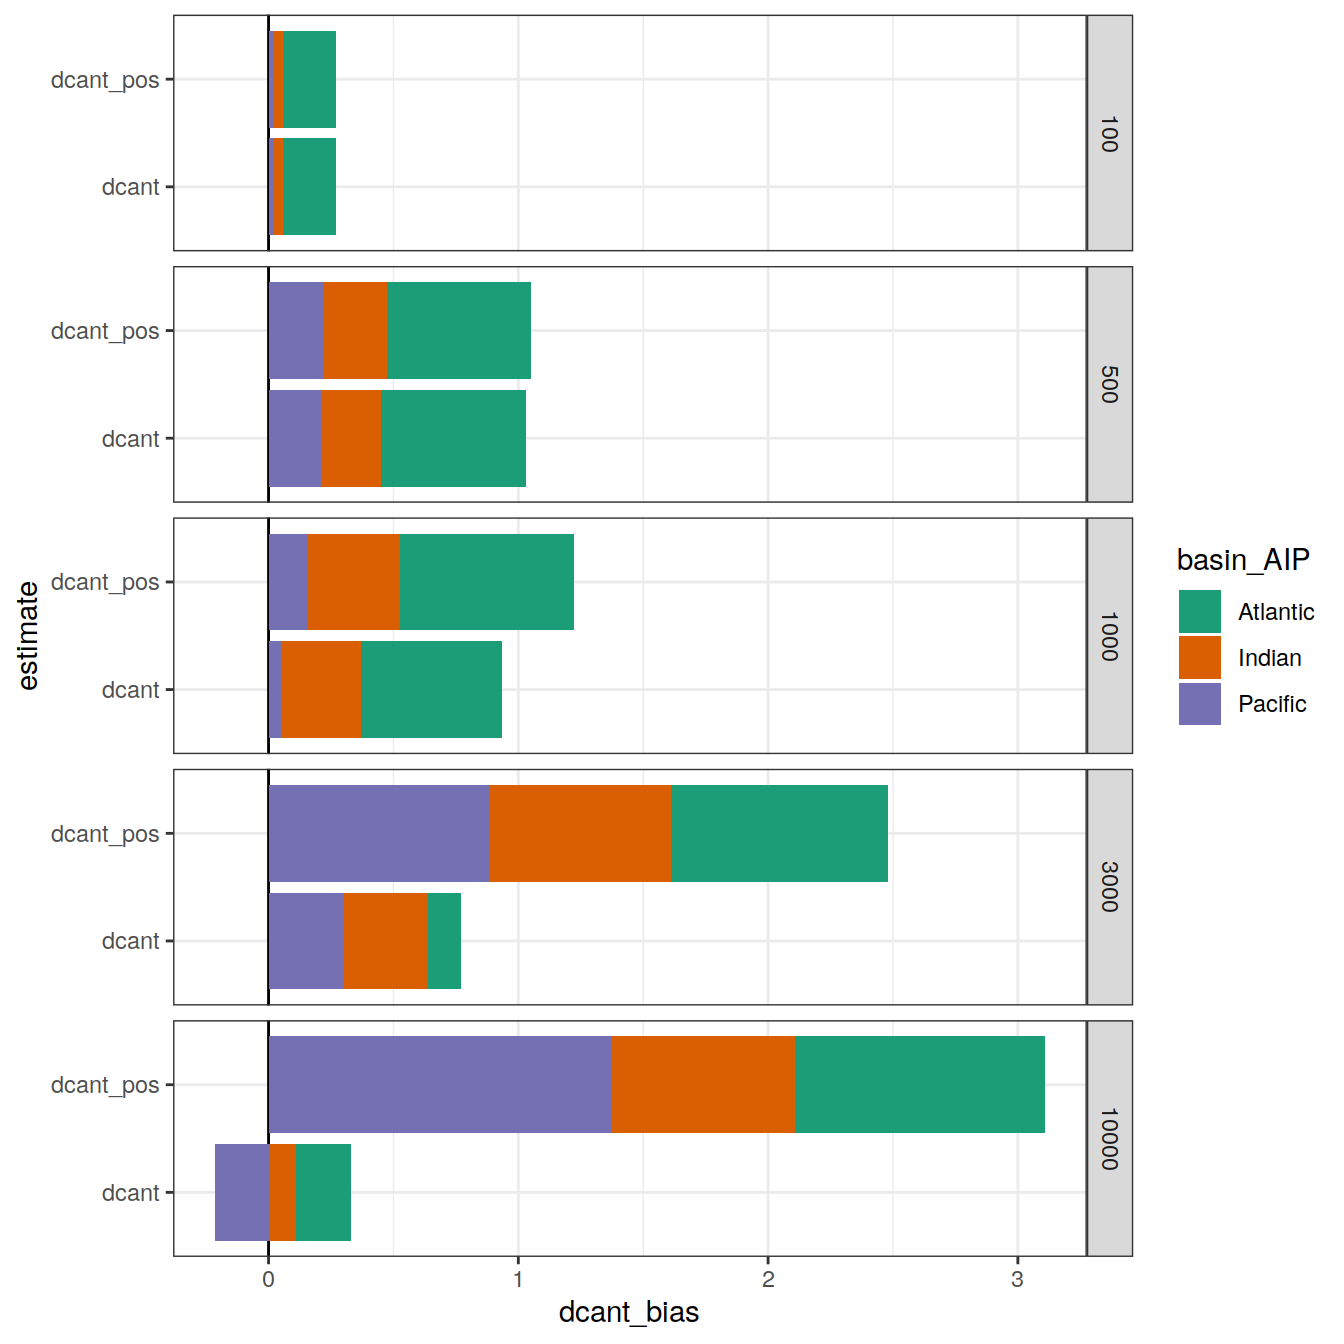 dcant_pos
dcant
100
dcant_pos
dcant
500
dcant_pos
dcant
1000
dcant_pos
dcant
3000
dcant_pos
dcant
10000
0 1 2 3
dcant_bias
estimate
basin_AIP
Atlantic
Indian
Pacific